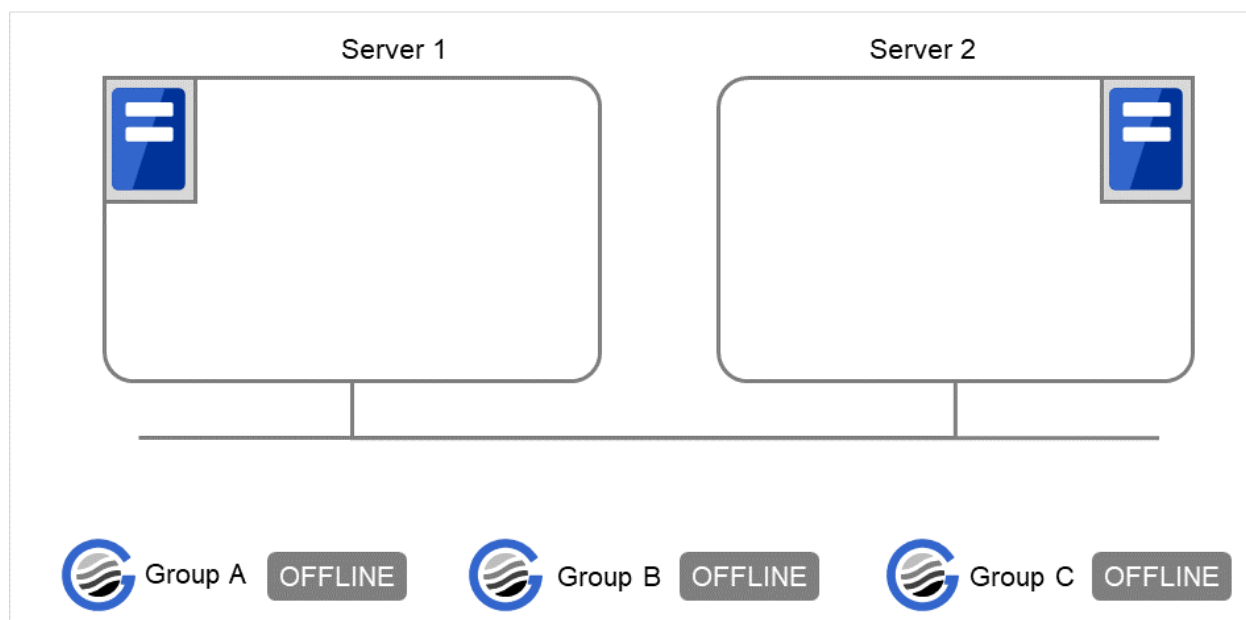 Server 1
Server 2
Group A OFFLINE
Group B OFFLINE
Group C OFFLINE